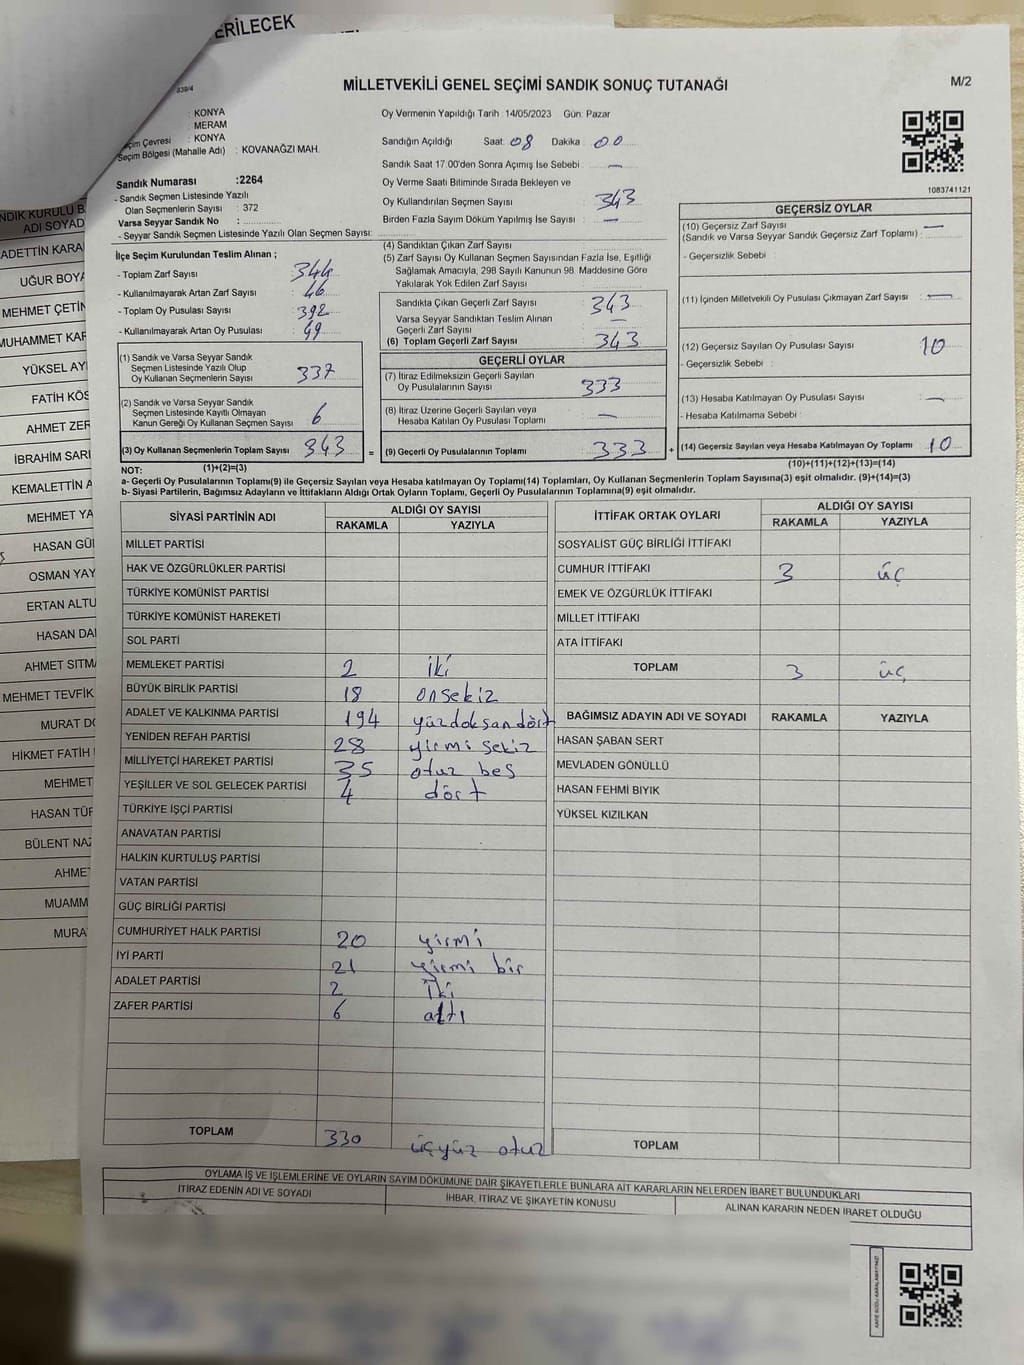 ERİLECEK
839/4
MİLLETVEKİLİ GENEL SEÇİMİ SANDIK SONUÇ TUTANAĞI
M/2
: KONYA
: MERAM
Seçim Çevresi : KONYA
Seçim Bölgesi (Mahalle Adı) : KOVANAĞZI MAH.
Oy Vermenin Yapıldığı Tarih : 14/05/2023 Gün: Pazar
Sandığın Açıldığı Saat: 08 Dakika : 00
Sandık Saat 17.00'den Sonra Açılmış İse Sebebi : —
1083741121
Sandık Numarası :2264
- Sandık Seçmen Listesinde Yazılı
Olan Seçmenlerin Sayısı : 372
Varsa Seyyar Sandık No :
- Seyyar Sandık Seçmen Listesinde Yazılı Olan Seçmen Sayısı:
Oy Verme Saati Bitiminde Sırada Bekleyen ve
Oy Kullandırılan Seçmen Sayısı : 343
Birden Fazla Sayım Döküm Yapılmış İse Sayısı : —
İlçe Seçim Kurulundan Teslim Alınan ;
- Toplam Zarf Sayısı : 344
- Kullanılmayarak Artan Zarf Sayısı : 46
- Toplam Oy Pusulası Sayısı : 392
- Kullanılmayarak Artan Oy Pusulası : 49
(4) Sandıktan Çıkan Zarf Sayısı :
(5) Zarf Sayısı Oy Kullanan Seçmen Sayısından Fazla İse, Eşitliği
Sağlamak Amacıyla, 298 Sayılı Kanunun 98. Maddesine Göre
Yakılarak Yok Edilen Zarf Sayısı :
Sandıkta Çıkan Geçerli Zarf Sayısı : 343
Varsa Seyyar Sandıktan Teslim Alınan
Geçerli Zarf Sayısı : —
(6) Toplam Geçerli Zarf Sayısı : 343
(1) Sandık ve Varsa Seyyar Sandık
Seçmen Listesinde Yazılı Olup
Oy Kullanan Seçmenlerin Sayısı : 337
(2) Sandık ve Varsa Seyyar Sandık
Seçmen Listesinde Kayıtlı Olmayan
Kanun Gereği Oy Kullanan Seçmen Sayısı : 6
(3) Oy Kullanan Seçmenlerin Toplam Sayısı : 343
GEÇERLİ OYLAR
(7) İtiraz Edilmeksizin Geçerli Sayılan
Oy Pusulalarının Sayısı : 333
(8) İtiraz Üzerine Geçerli Sayılan veya
Hesaba Katılan Oy Pusulası Toplamı : —
= (9) Geçerli Oy Pusulalarının Toplamı : 333
GEÇERSİZ OYLAR
(10) Geçersiz Zarf Sayısı : —
(Sandık ve Varsa Seyyar Sandık Geçersiz Zarf Toplamı) :
- Geçersizlik Sebebi :
(11) İçinden Milletvekili Oy Pusulası Çıkmayan Zarf Sayısı : —
(12) Geçersiz Sayılan Oy Pusulası Sayısı : 10
- Geçersizlik Sebebi :
(13) Hesaba Katılmayan Oy Pusulası Sayısı : —
- Hesaba Katılmama Sebebi :
+ (14) Geçersiz Sayılan veya Hesaba Katılmayan Oy Toplamı : 10
NOT: (1)+(2)=(3) (10)+(11)+(12)+(13)=(14)
a- Geçerli Oy Pusulalarının Toplamı(9) ile Geçersiz Sayılan veya Hesaba katılmayan Oy Toplamı(14) Toplamları, Oy Kullanan Seçmenlerin Toplam Sayısına(3) eşit olmalıdır. (9)+(14)=(3)
b- Siyasi Partilerin, Bağımsız Adayların ve İttifakların Aldığı Ortak Oyların Toplamı, Geçerli Oy Pusulalarının Toplamına(9) eşit olmalıdır.
SİYASİ PARTİNİN ADI ALDIĞI OY SAYISI
RAKAMLA YAZIYLA
MİLLET PARTİSİ
HAK VE ÖZGÜRLÜKLER PARTİSİ
TÜRKİYE KOMÜNİST PARTİSİ
TÜRKİYE KOMÜNİST HAREKETİ
SOL PARTİ
MEMLEKET PARTİSİ 2 iki
BÜYÜK BİRLİK PARTİSİ 18 onsekiz
ADALET VE KALKINMA PARTİSİ 194 yüzdoksandört
YENİDEN REFAH PARTİSİ 28 yirmi sekiz
MİLLİYETÇİ HAREKET PARTİSİ 35 otuz beş
YEŞİLLER VE SOL GELECEK PARTİSİ 4 dört
TÜRKİYE İŞÇİ PARTİSİ
ANAVATAN PARTİSİ
HALKIN KURTULUŞ PARTİSİ
VATAN PARTİSİ
GÜÇ BİRLİĞİ PARTİSİ
CUMHURİYET HALK PARTİSİ 20 yirmi
İYİ PARTİ 21 yirmi bir
ADALET PARTİSİ 2 iki
ZAFER PARTİSİ 6 altı
TOPLAM 330 üçyüz otuz
İTTİFAK ORTAK OYLARI ALDIĞI OY SAYISI
RAKAMLA YAZIYLA
SOSYALİST GÜÇ BİRLİĞİ İTTİFAKI
CUMHUR İTTİFAKI 3 üç
EMEK VE ÖZGÜRLÜK İTTİFAKI
MİLLET İTTİFAKI
ATA İTTİFAKI
TOPLAM 3 üç
BAĞIMSIZ ADAYIN ADI VE SOYADI RAKAMLA YAZIYLA
HASAN ŞABAN SERT
MEVLADEN GÖNÜLLÜ
HASAN FEHMI BIYIK
YÜKSEL KIZILKAN
TOPLAM
OYLAMA İŞ VE İŞLEMLERİNE VE OYLARIN SAYIM DÖKÜMÜNE DAİR ŞİKAYETLERLE BUNLARA AİT KARARLARIN NELERDEN İBARET BULUNDUKLARI
İTİRAZ EDENİN ADI VE SOYADI İHBAR, İTİRAZ VE ŞİKAYETİN KONUSU ALINAN KARARIN NEDEN İBARET OLDUĞU
NDIK KURULU B
ADI SOYAD
ADETTİN KARA
UĞUR BOYA
MEHMET ÇETİN
MUHAMMET KAR
YÜKSEL AY
FATİH KÖS
AHMET ZER
İBRAHİM SARI
KEMALETTİN A
MEHMET YA
HASAN GÜ
OSMAN YAY
ERTAN ALTU
HASAN DA
AHMET SITMA
MEHMET TEVFİK
MURAT DO
HİKMET FATİH
MEHMET
HASAN TÜR
BÜLENT NAZ
AHMET
MUAMM
MURA